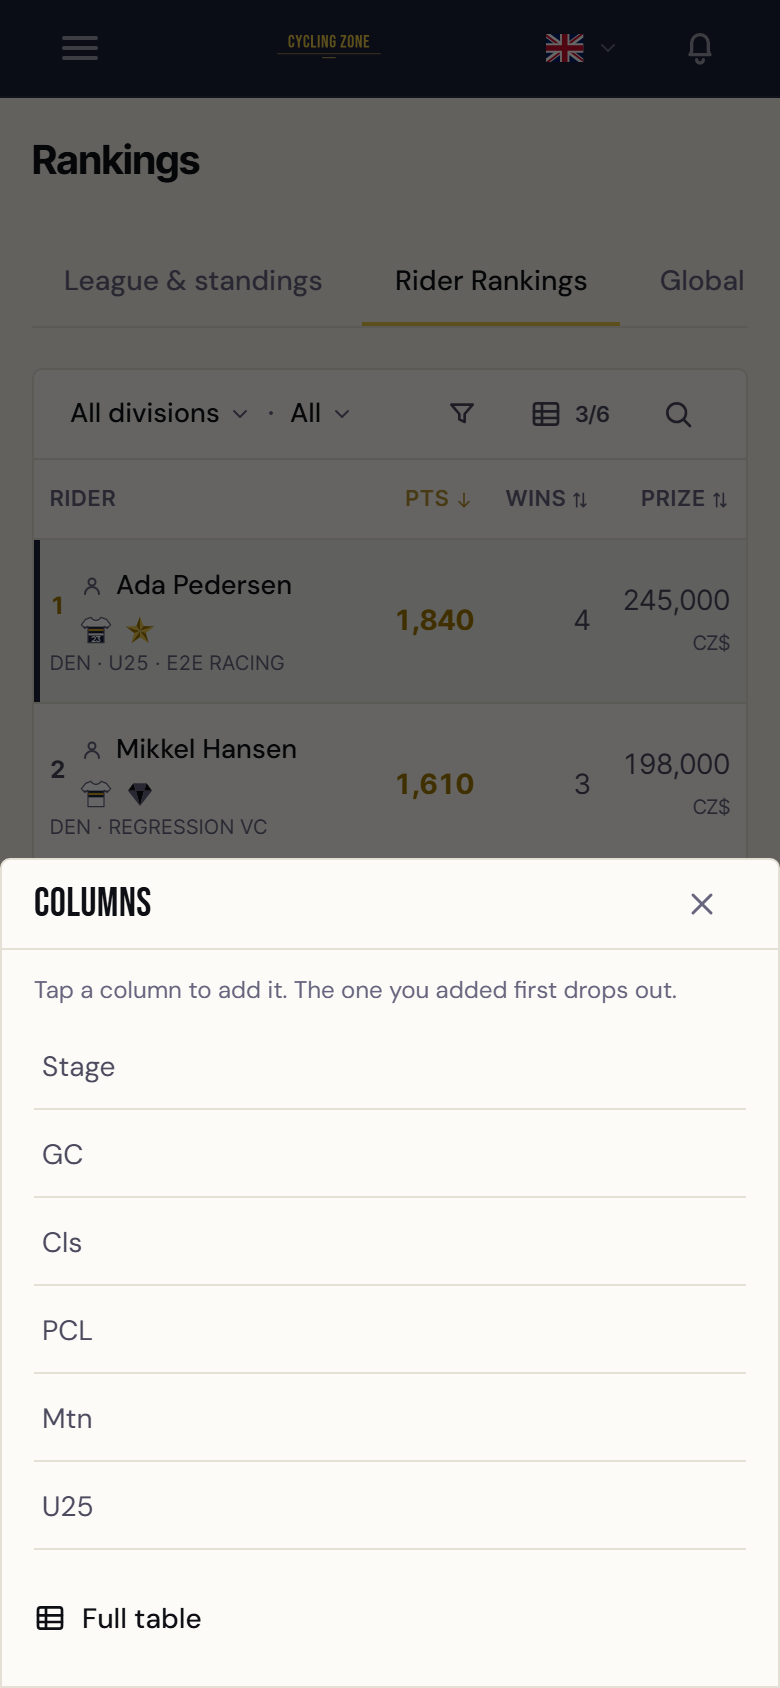 CYCLING ZONE
Rankings
League & standings Rider Rankings Global
All divisions · All 3/6
RIDER PTS ↓ WINS ↑↓ PRIZE ↑↓
1 Ada Pedersen 1,840 4 245,000 CZ$
23
DEN · U25 · E2E RACING
2 Mikkel Hansen 1,610 3 198,000 CZ$
DEN · REGRESSION VC
COLUMNS
Tap a column to add it. The one you added first drops out.
Stage
GC
Cls
PCL
Mtn
U25
Full table